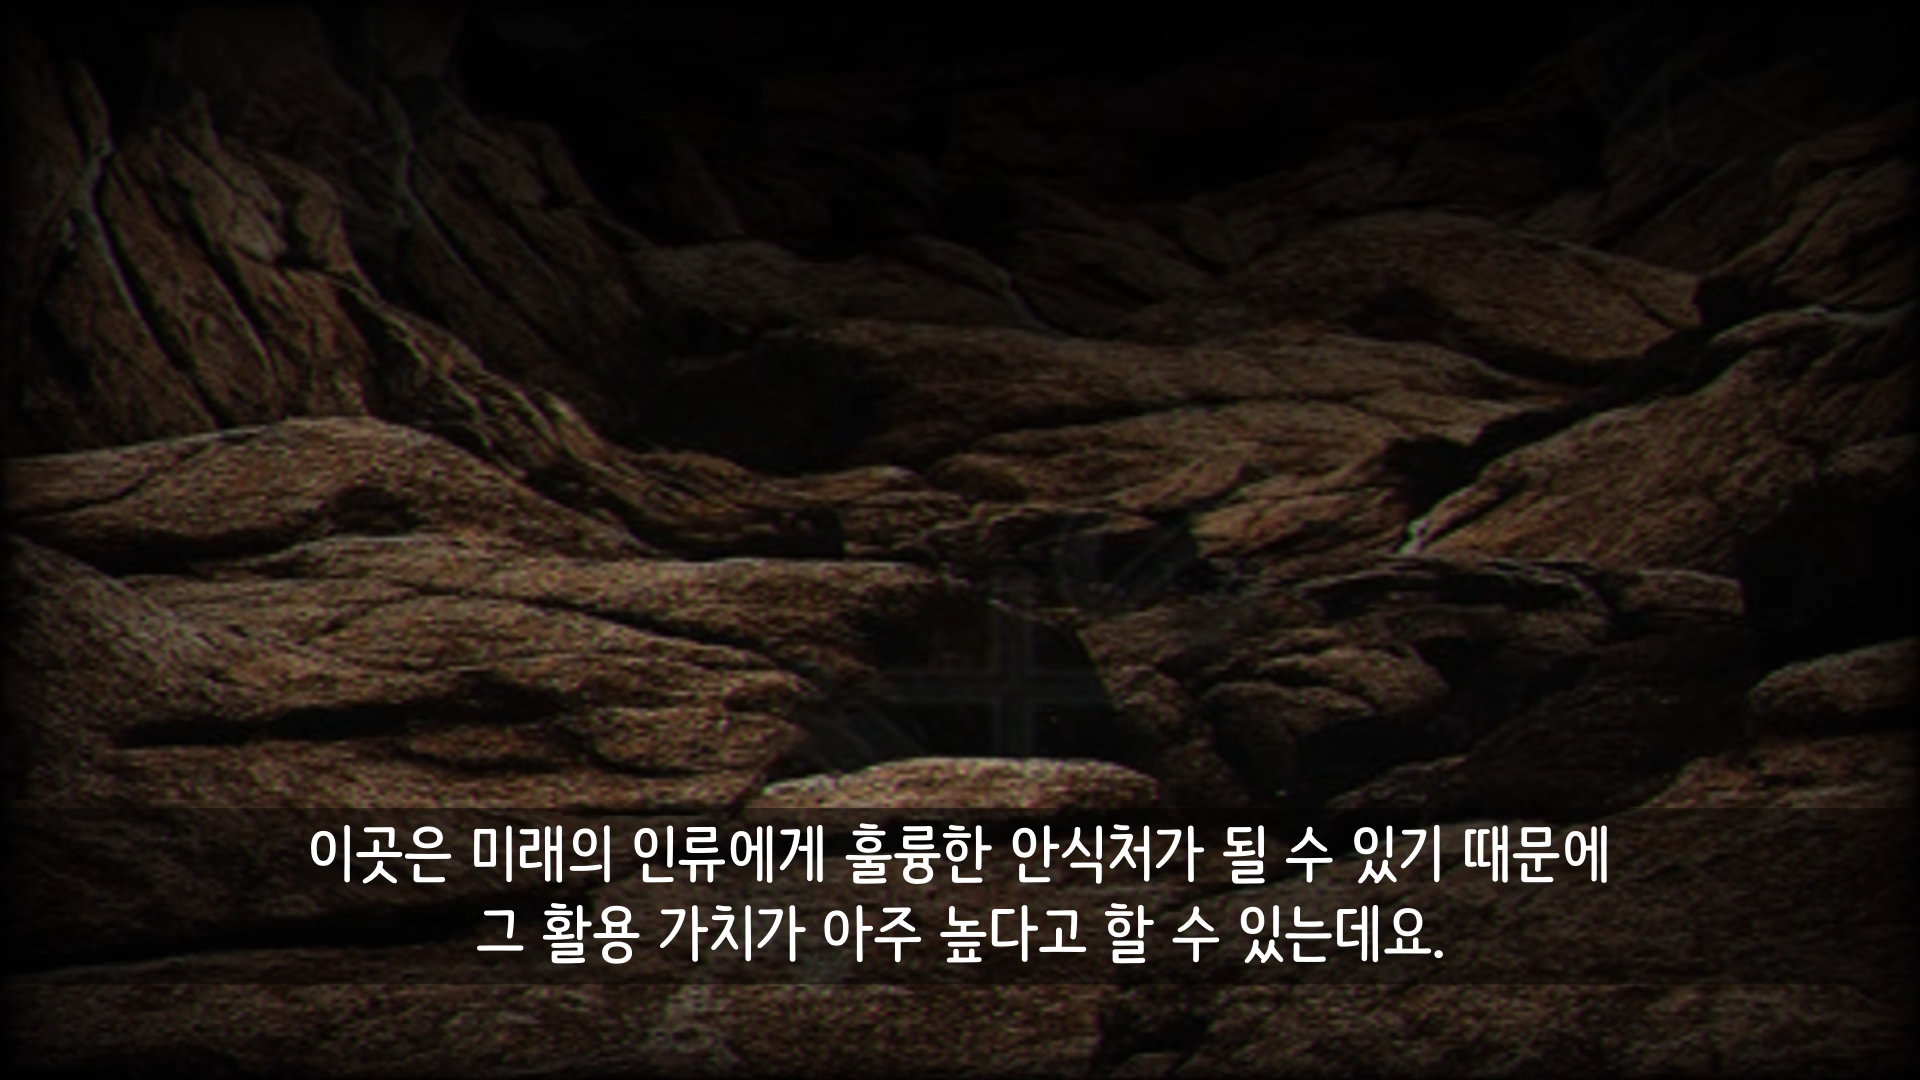 이곳은 미래의 인류에게 훌륭한 안식처가 될 수 있기 때문에
그 활용 가치가 아주 높다고 할 수 있는데요.